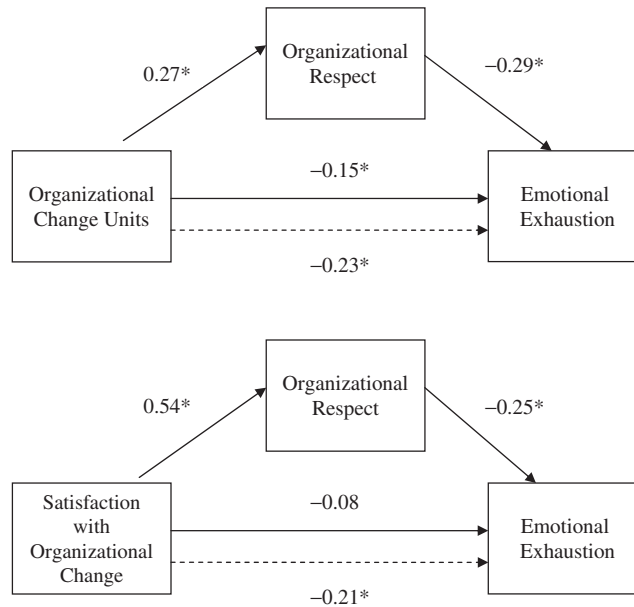 Organizational
Respect
0.27*
−0.29*
Organizational
Change Units
−0.15*
Emotional
Exhaustion
−0.23*
Organizational
Respect
0.54*
−0.25*
Satisfaction
with
Organizational
Change
−0.08
Emotional
Exhaustion
−0.21*